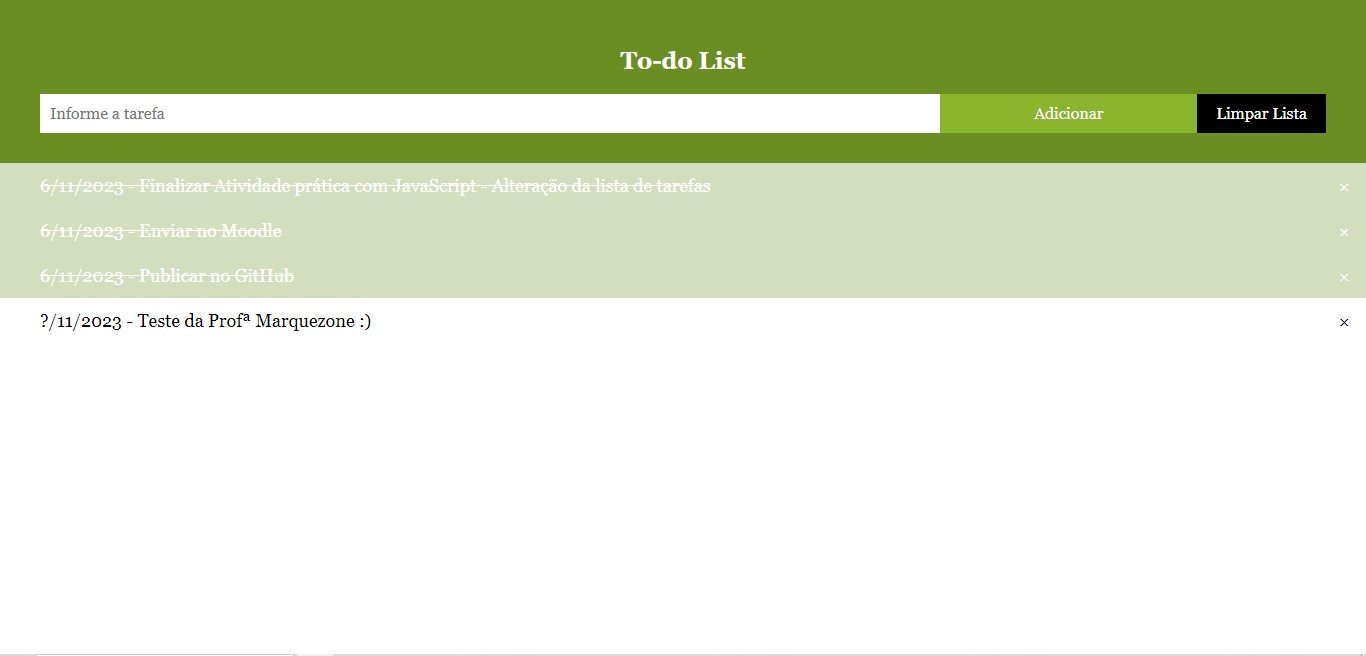 To-do List
Informe a tarefa Adicionar Limpar Lista
6/11/2023 - Finalizar Atividade prática com JavaScript - Alteração da lista de tarefas ×
6/11/2023 - Enviar no Moodle ×
6/11/2023 - Publicar no GitHub ×
?/11/2023 - Teste da Profª Marquezone :) ×